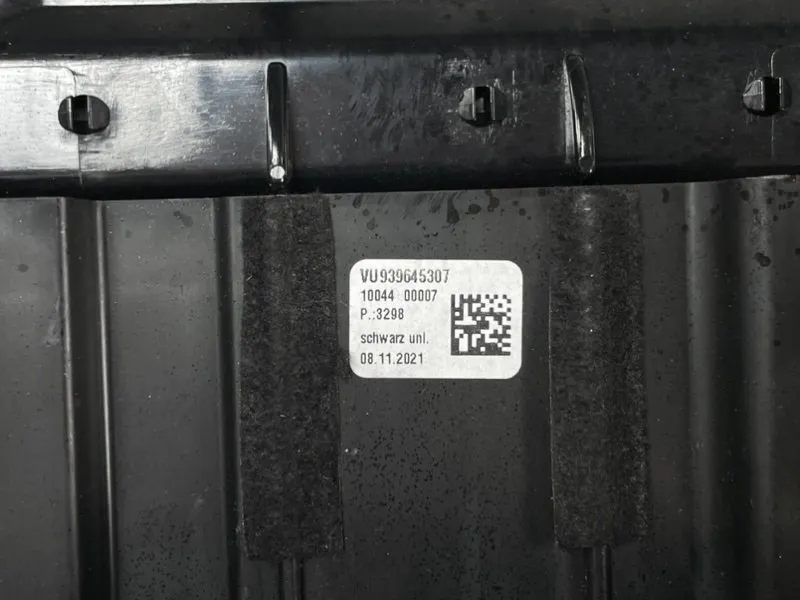 VU939645307
10044 00007
P.:3298
schwarz unl.
08.11.2021